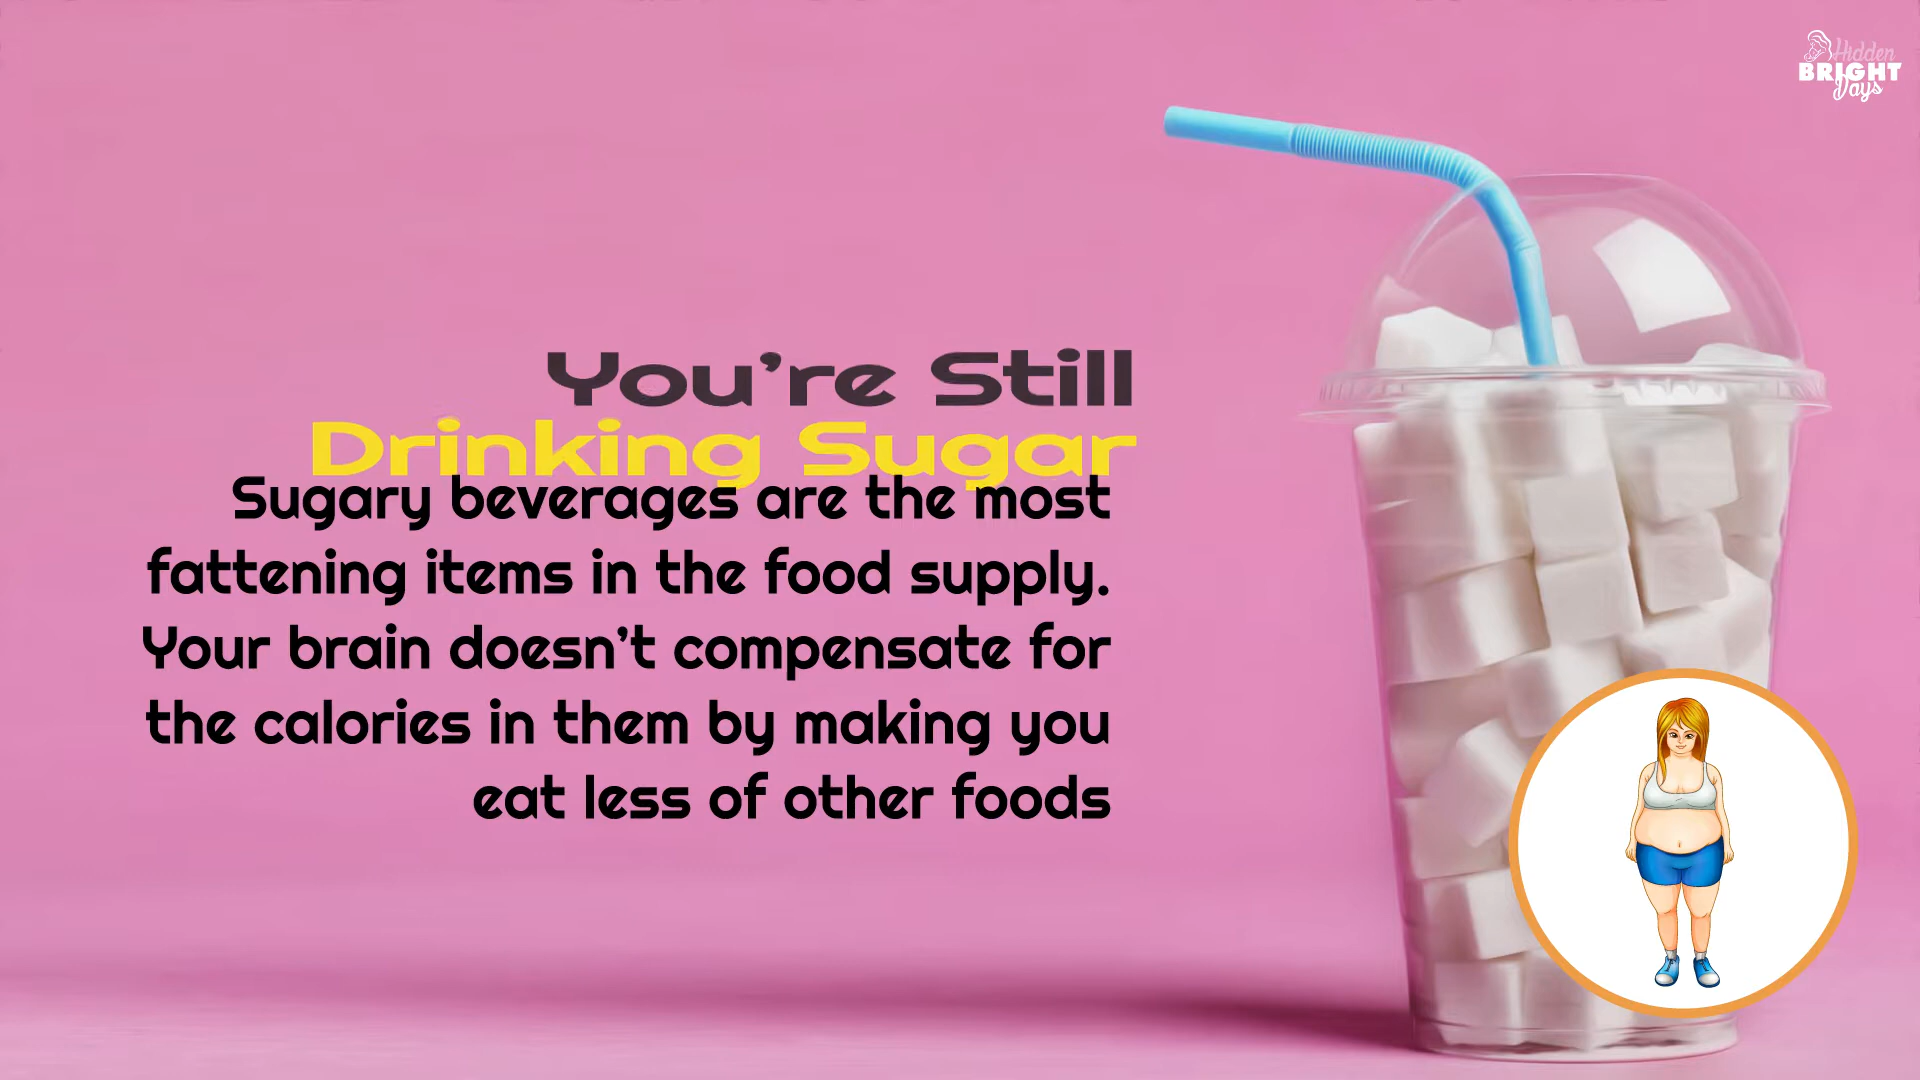 Hidden
BRIGHT
Days
You’re Still
Drinking Sugar
Sugary beverages are the most
fattening items in the food supply.
Your brain doesn’t compensate for
the calories in them by making you
eat less of other foods